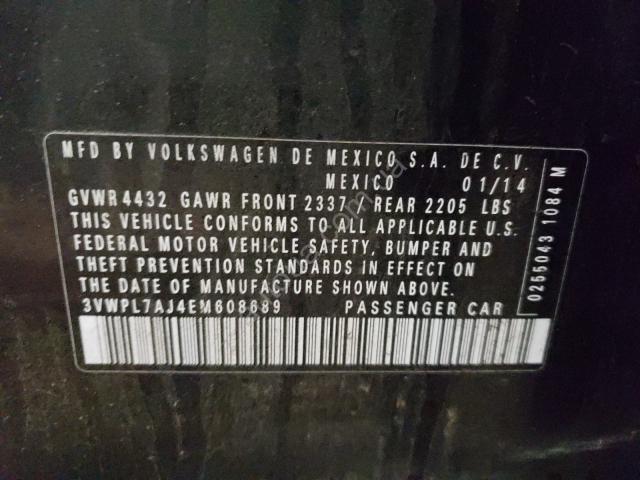 MFD BY VOLKSWAGEN DE MEXICO S.A. DE C.V.
MEXICO 01/14
GVWR 4432 GAWR FRONT 2337 - REAR 2205 LBS
THIS VEHICLE CONFORMS TO ALL APPLICABLE U.S.
FEDERAL MOTOR VEHICLE SAFETY, BUMPER AND
THEFT PREVENTION STANDARDS IN EFFECT ON
THE DATE OF MANUFACTURE SHOWN ABOVE.
3VWPL7AJ4EM608689 PASSENGER CAR
0255043 1084 M